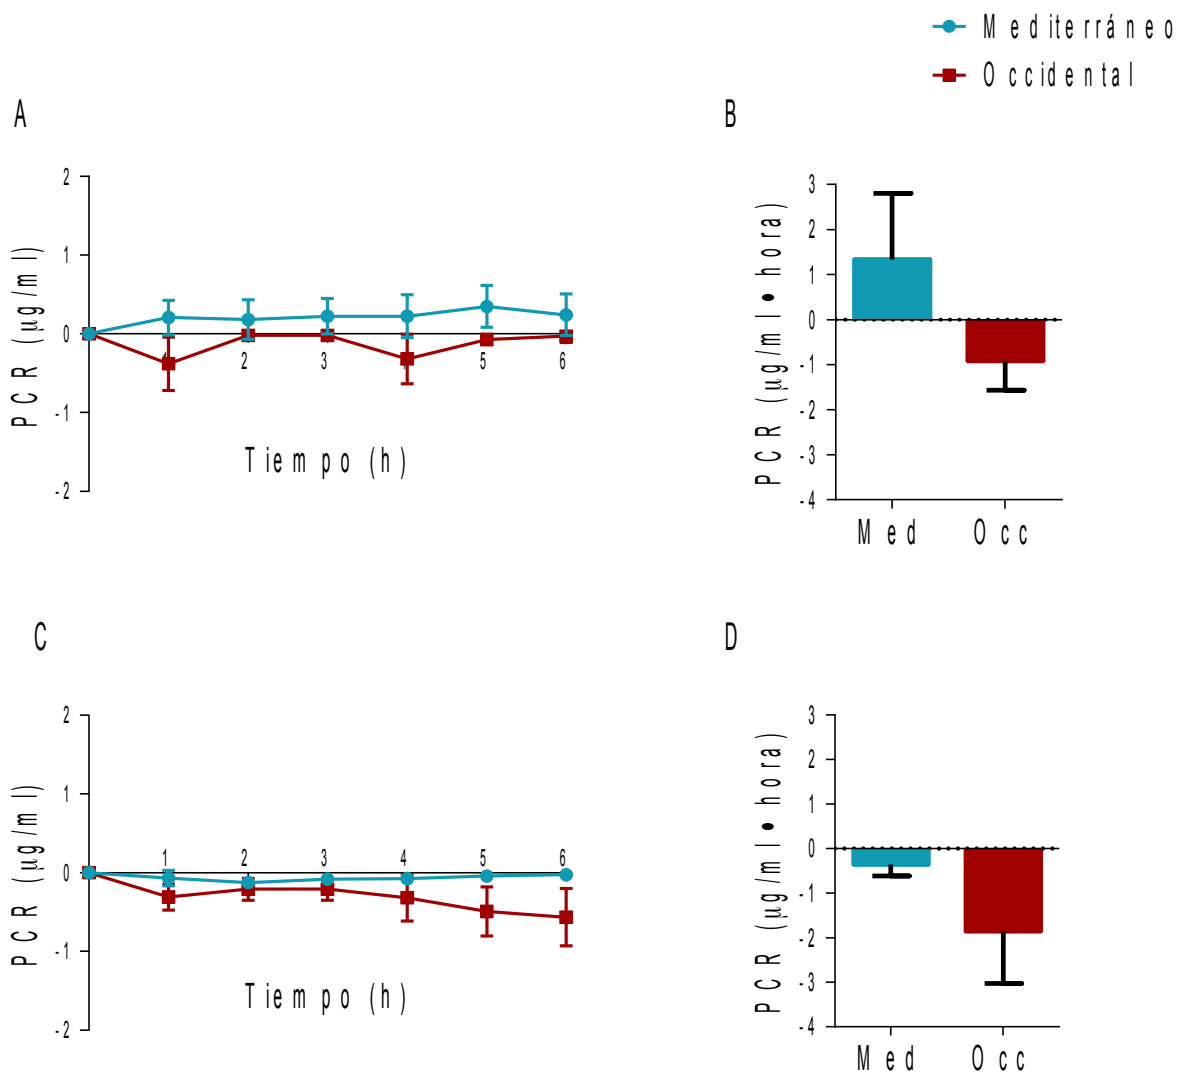 Mediterráneo
Occidental
A
B
2
1
0
-1
-2
PCR (μg/ml)
2
3
5
6
Tiempo (h)
3
2
1
0
-1
-2
-3
-4
PCR (μg/ml • hora)
Med
Occ
C
D
2
1
0
-1
-2
PCR (μg/ml)
1
2
3
4
5
6
Tiempo (h)
3
2
1
0
-1
-2
-3
-4
PCR (μg/ml • hora)
Med
Occ